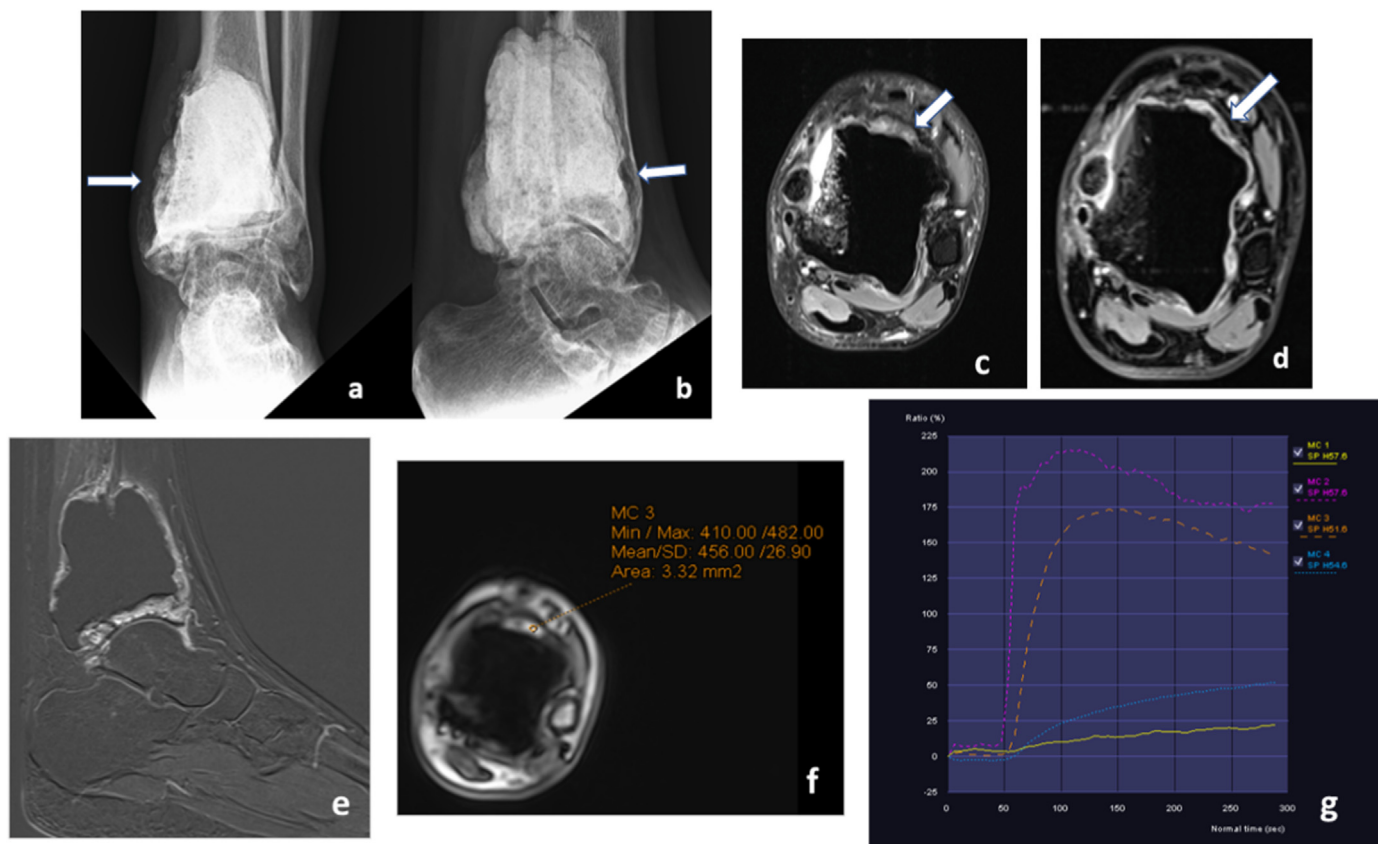 a
b
c
d
e
MC 3
Min / Max: 410.00 /482.00
Mean/SD: 456.00 /26.90
Area: 3.32 mm2
f
Ratio (%)
225
200
175
150
125
100
75
50
25
0
-25
0
50
100
150
200
250
300
Normal time (sec)
MC 1
SP H57.6
MC 2
SP H57.6
MC 3
SP H51.6
MC 4
SP H54.6
g